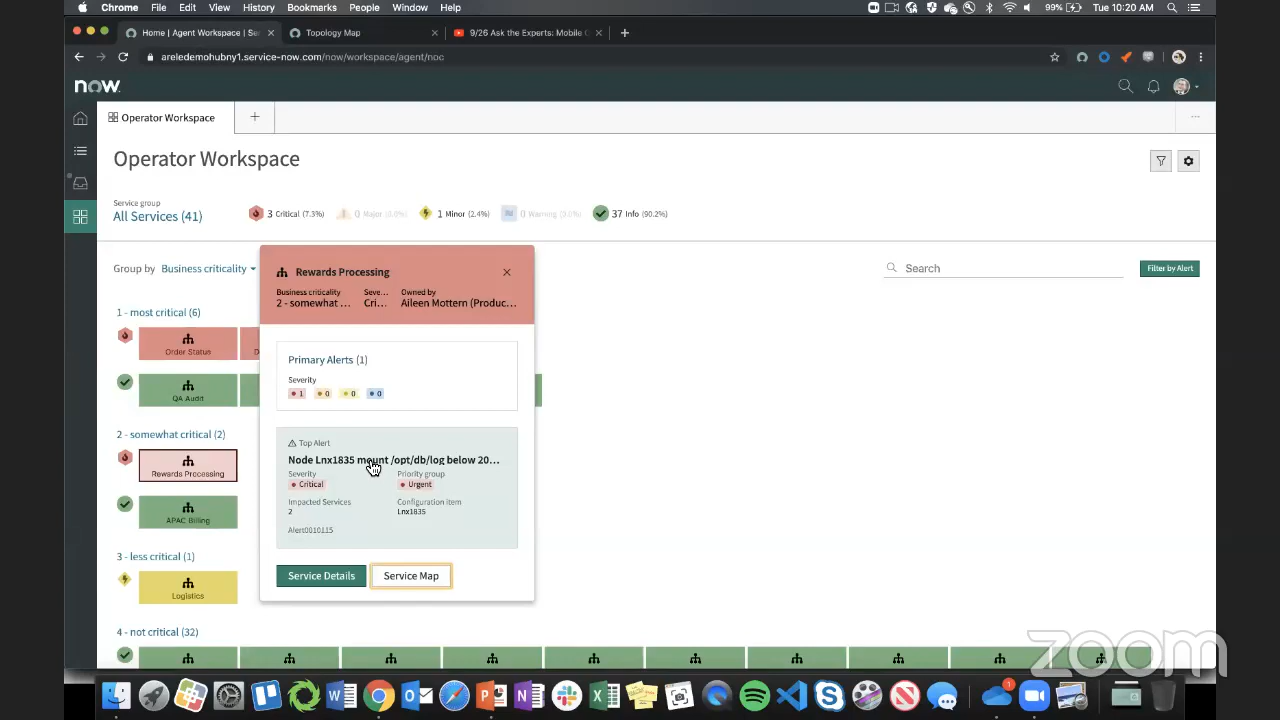 Chrome File Edit View History Bookmarks People Window Help 99% Tue 10:20 AM
Home | Agent Workspace | Se Topology Map 9/26 Ask the Experts: Mobile
areledemohubny1.service-now.com/now/workspace/agent/noc
now.
Operator Workspace
Operator Workspace
Service group
All Services (41)
3 Critical (7.3%) 0 Major (0.0%) 1 Minor (2.4%) 0 Warning (0.0%) 37 Info (90.2%)
Group by Business criticality
Search
Filter by Alert
Rewards Processing
Business criticality Seve... Owned by
2 - somewhat ... Cri... Aileen Mottern (Produc...
1 - most critical (6)
Order Status
QA Audit
2 - somewhat critical (2)
Rewards Processing
APAC Billing
3 - less critical (1)
Logistics
4 - not critical (32)
Primary Alerts (1)
Severity
1 0 0 0
Top Alert
Node Lnx1835 mount /opt/db/log below 20...
Severity Priority group
Critical Urgent
Impacted Services Configuration item
2 Lnx1835
Alert0010115
Service Details Service Map
zoom